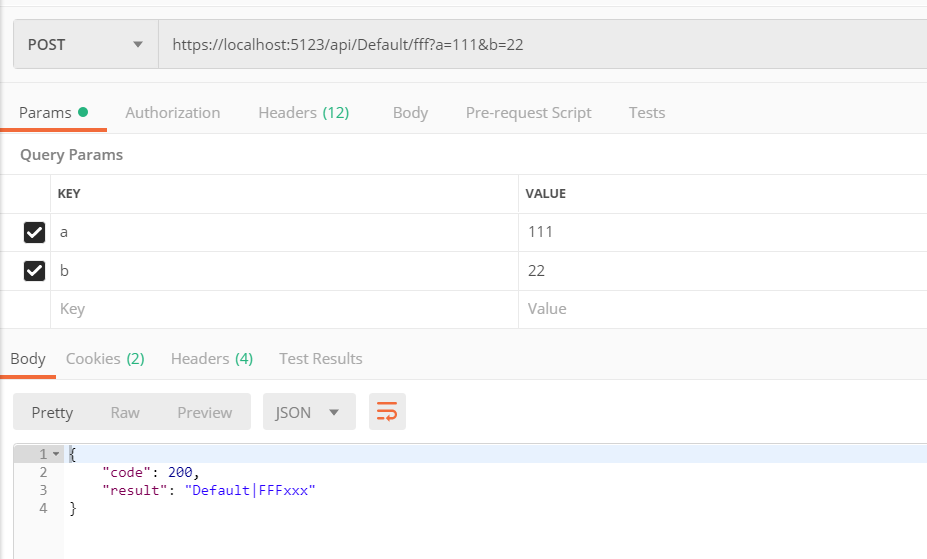 POST https://localhost:5123/api/Default/fff?a=111&b=22
Params Authorization Headers (12) Body Pre-request Script Tests
Query Params
KEY VALUE
a 111
b 22
Key Value
Body Cookies (2) Headers (4) Test Results
Pretty Raw Preview JSON
1 {
2 "code": 200,
3 "result": "Default|FFFxxx"
4 }